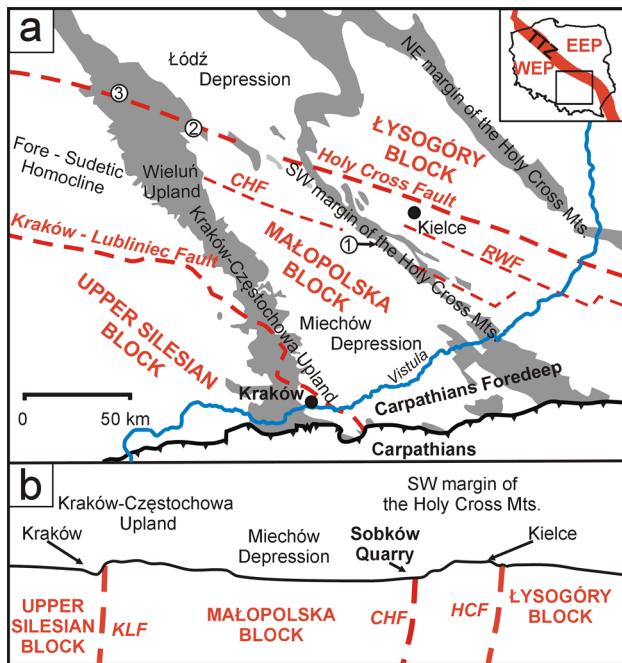 a
Łódź
Depression
NE margin of the Holy Cross Mts.
TTZ
EEP
WEP
3
2
Fore - Sudetic
Homocline
Wieluń
Upland
CHF
ŁYSOGÓRY
BLOCK
Holy Cross Fault
SW margin of the Holy Cross Mts.
Kielce
1
RWF
Kraków - Lubliniec Fault
Kraków-Częstochowa Upland
MAŁOPOLSKA
BLOCK
UPPER SILESIAN
BLOCK
Miechów
Depression
Vistula
Kraków
0 50 km
Carpathians Foredeep
Carpathians
b
Kraków-Częstochowa
Upland
SW margin of
the Holy Cross Mts.
Kraków
Miechów
Depression
Sobków
Quarry
Kielce
UPPER
SILESIAN
BLOCK
KLF
MAŁOPOLSKA
BLOCK
CHF
HCF
ŁYSOGÓRY
BLOCK